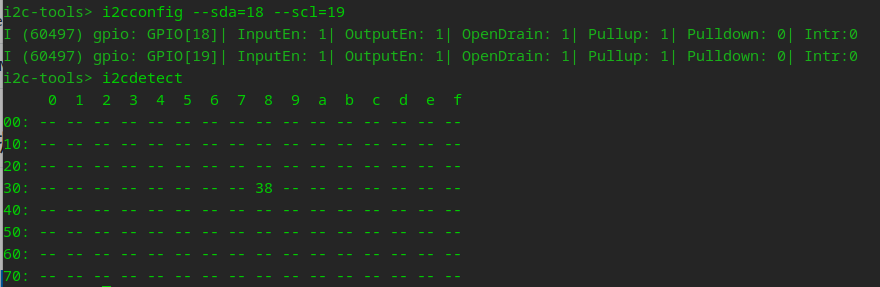 i2c-tools> i2cconfig --sda=18 --scl=19
I (60497) gpio: GPIO[18]| InputEn: 1| OutputEn: 1| OpenDrain: 1| Pullup: 1| Pulldown: 0| Intr:0
I (60497) gpio: GPIO[19]| InputEn: 1| OutputEn: 1| OpenDrain: 1| Pullup: 1| Pulldown: 0| Intr:0
i2c-tools> i2cdetect
     0  1  2  3  4  5  6  7  8  9  a  b  c  d  e  f
00: -- -- -- -- -- -- -- -- -- -- -- -- -- -- -- --
10: -- -- -- -- -- -- -- -- -- -- -- -- -- -- -- --
20: -- -- -- -- -- -- -- -- -- -- -- -- -- -- -- --
30: -- -- -- -- -- -- -- -- 38 -- -- -- -- -- -- --
40: -- -- -- -- -- -- -- -- -- -- -- -- -- -- -- --
50: -- -- -- -- -- -- -- -- -- -- -- -- -- -- -- --
60: -- -- -- -- -- -- -- -- -- -- -- -- -- -- -- --
70: -- -- -- -- -- -- -- -- -- -- -- -- -- -- -- --